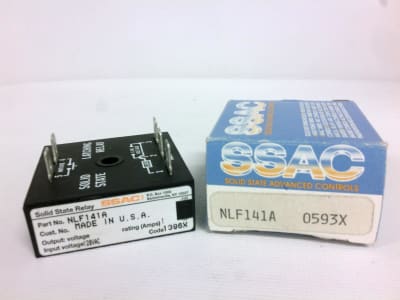 SOLID STATE
LATCHING RELAY
Solid State Relay
SSAC
Part No. NLF141A
Cust. No. MADE IN U.S.A.
Output: voltage
rating (Amps)
Input voltage: 28VAC
Code 1396X
SSAC
SOLID STATE ADVANCED CONTROLS
NLF141A 0593X